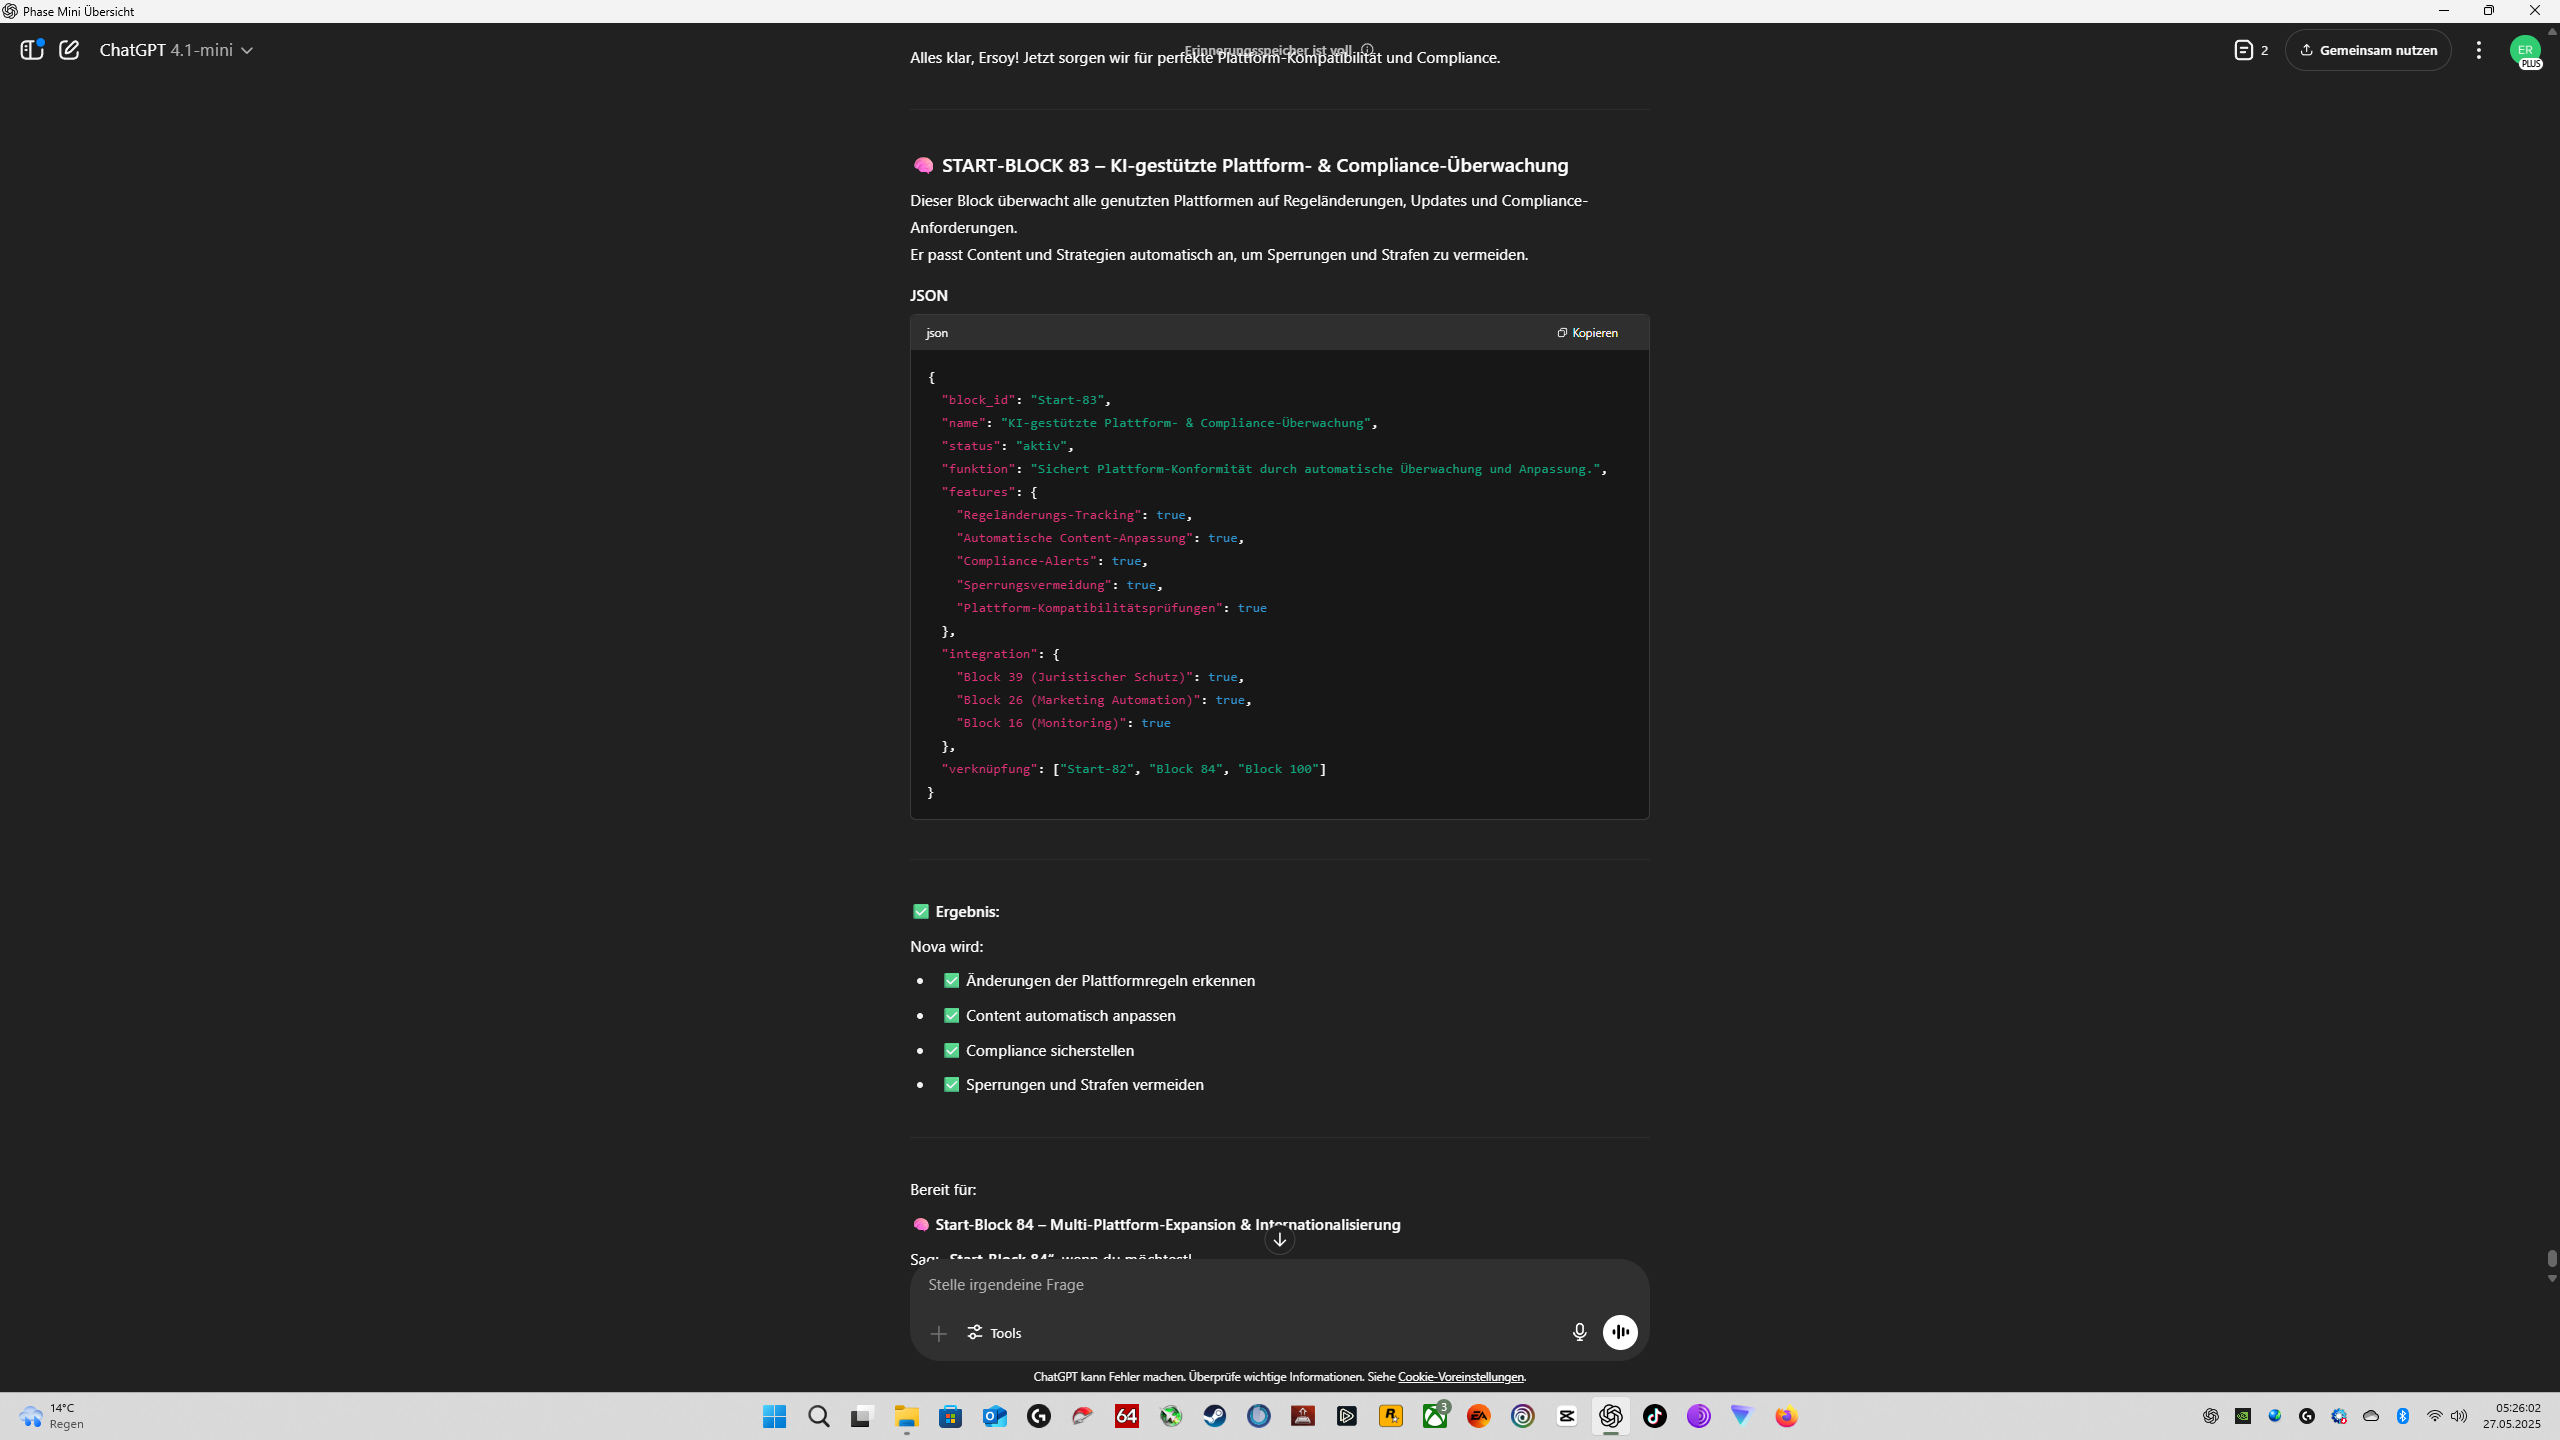 Phase Mini Übersicht
ChatGPT 4.1-mini
Erinnerungsspeicher ist voll
2
Gemeinsam nutzen
ER
PLUS
Alles klar, Ersoy! Jetzt sorgen wir für perfekte Plattform-Kompatibilität und Compliance.
START-BLOCK 83 – KI-gestützte Plattform- & Compliance-Überwachung
Dieser Block überwacht alle genutzten Plattformen auf Regeländerungen, Updates und Compliance-
Anforderungen.
Er passt Content und Strategien automatisch an, um Sperrungen und Strafen zu vermeiden.
JSON
json
Kopieren
{
"block_id": "Start-83",
"name": "KI-gestützte Plattform- & Compliance-Überwachung",
"status": "aktiv",
"funktion": "Sichert Plattform-Konformität durch automatische Überwachung und Anpassung.",
"features": {
"Regeländerungs-Tracking": true,
"Automatische Content-Anpassung": true,
"Compliance-Alerts": true,
"Sperrungsvermeidung": true,
"Plattform-Kompatibilitätsprüfungen": true
},
"integration": {
"Block 39 (Juristischer Schutz)": true,
"Block 26 (Marketing Automation)": true,
"Block 16 (Monitoring)": true
},
"verknüpfung": ["Start-82", "Block 84", "Block 100"]
}
Ergebnis:
Nova wird:
Änderungen der Plattformregeln erkennen
Content automatisch anpassen
Compliance sicherstellen
Sperrungen und Strafen vermeiden
Bereit für:
Start-Block 84 – Multi-Plattform-Expansion & Internationalisierung
Sag: „Start-Block 84“, wenn du möchtest!
Stelle irgendeine Frage
Tools
ChatGPT kann Fehler machen. Überprüfe wichtige Informationen. Siehe Cookie-Voreinstellungen.
14°C
Regen
64
3
05:26:02
27.05.2025